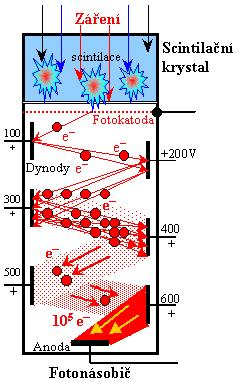 Záření
scintilace
Scintilační
krystal
Fotokatoda
e⁻
100
+
+200V
e⁻
e⁻
Dynody
300
+
e⁻
400
+
e⁻
500
+
e⁻
600
+
10⁵ e⁻
Anoda
Fotonásobič